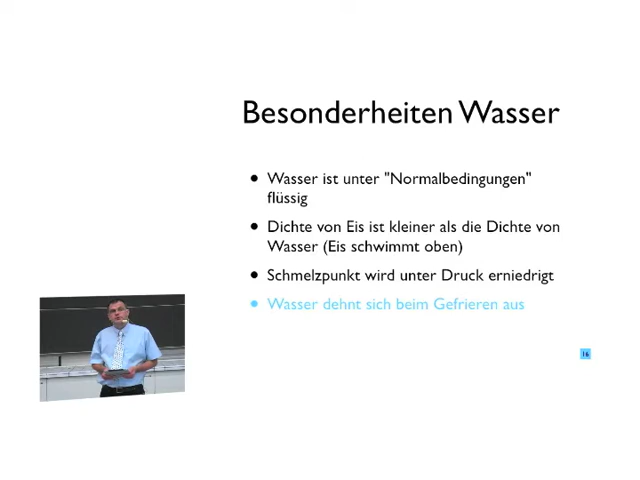 Besonderheiten Wasser
• Wasser ist unter "Normalbedingungen"
flüssig
• Dichte von Eis ist kleiner als die Dichte von
Wasser (Eis schwimmt oben)
• Schmelzpunkt wird unter Druck erniedrigt
• Wasser dehnt sich beim Gefrieren aus
16